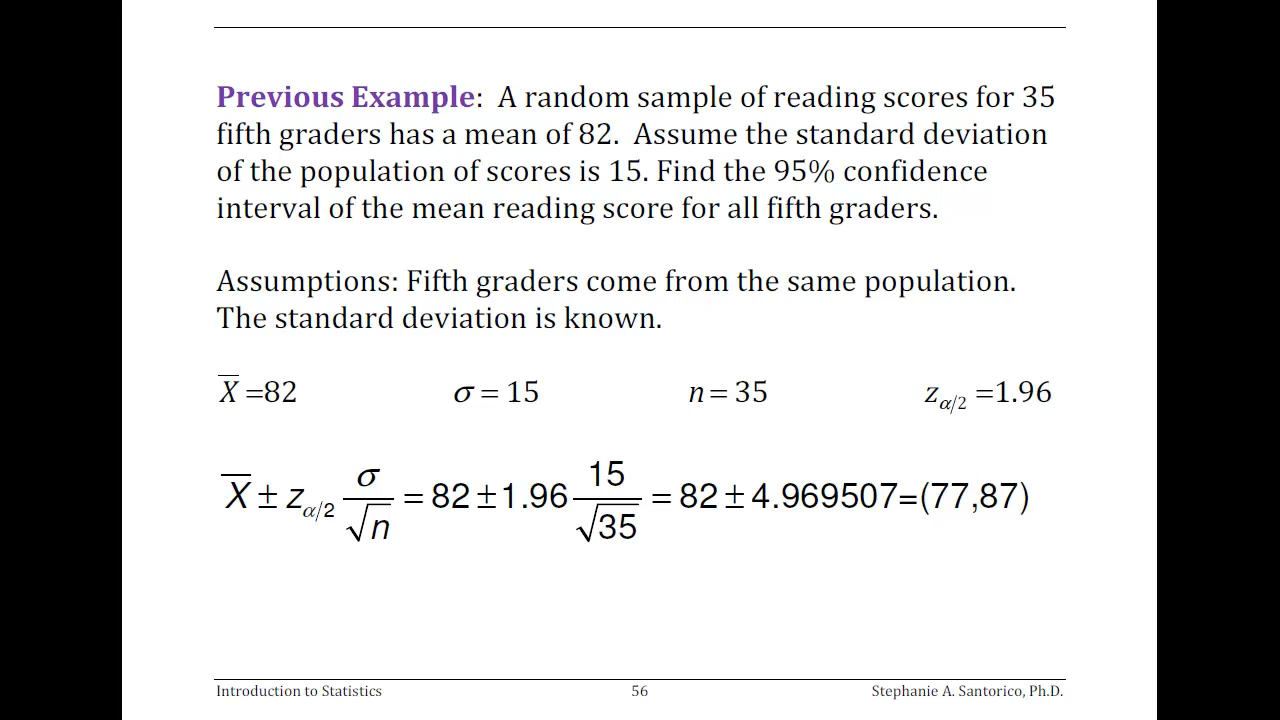 Previous Example:  A random sample of reading scores for 35
fifth graders has a mean of 82.  Assume the standard deviation
of the population of scores is 15. Find the 95% confidence
interval of the mean reading score for all fifth graders.
Assumptions: Fifth graders come from the same population.
The standard deviation is known.
X̅ =82 σ = 15 n = 35 z_{α/2} =1.96
X̅ ± z_{α/2} σ/√n = 82 ± 1.96 15/√35 = 82 ± 4.969507=(77,87)
Introduction to Statistics 56 Stephanie A. Santorico, Ph.D.